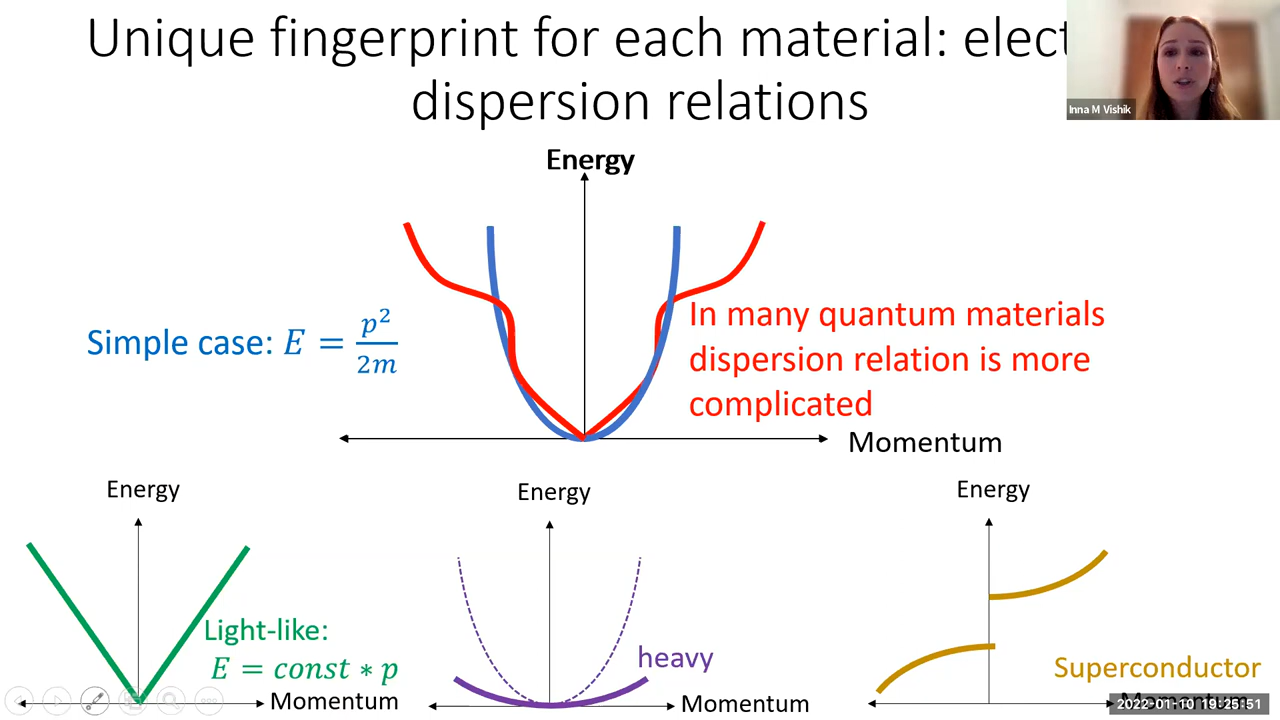 Unique fingerprint for each material: elect
dispersion relations
Inna M Vishik
Energy
Simple case: E = p²/2m
In many quantum materials
dispersion relation is more
complicated
Momentum
Energy
Light-like:
E = const * p
Momentum
Energy
heavy
Momentum
Energy
Superconductor
Momentum
2022-01-10 19:25:51